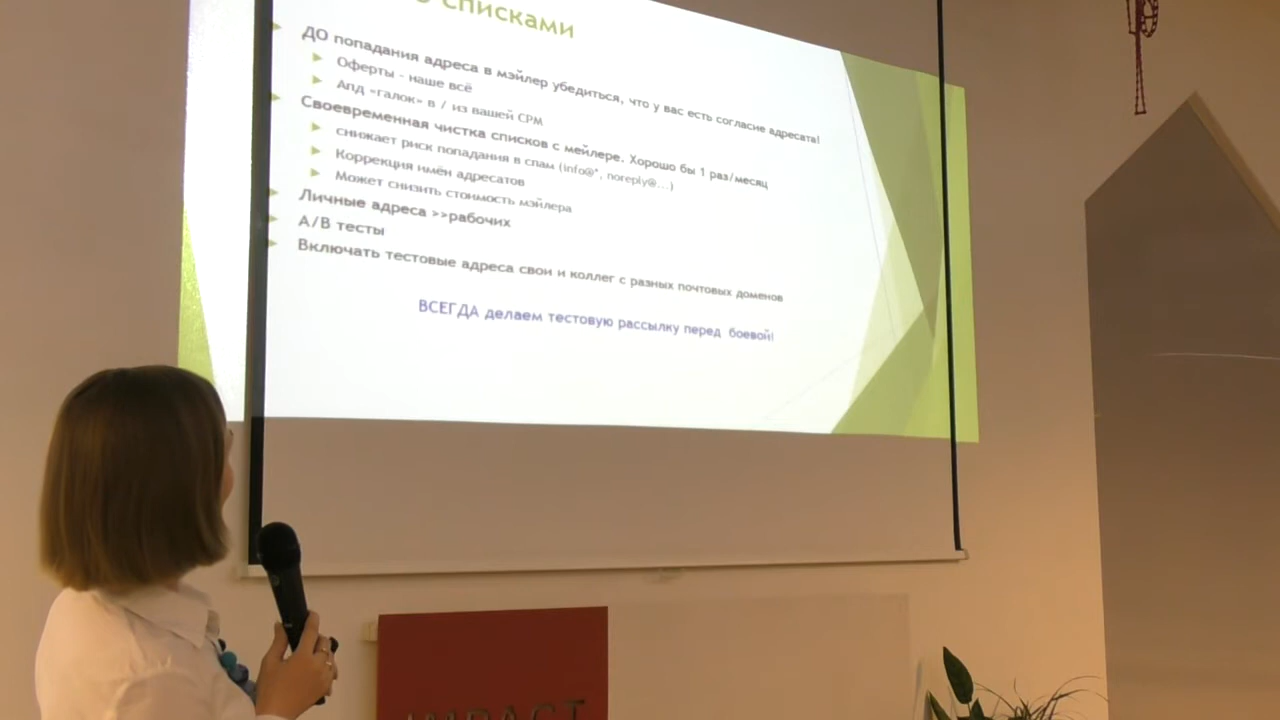 списками
ДО попадания адреса в мэйлер убедиться, что у вас есть согласие адресата!
Оферты - наше всё
Апд «галок» в / из вашей СРМ
Своевременная чистка списков с мейлере. Хорошо бы 1 раз/месяц
снижает риск попадания в спам (info@*, noreply@...)
Коррекция имён адресатов
Может снизить стоимость мэйлера
Личные адреса >>рабочих
А/В тесты
Включать тестовые адреса свои и коллег с разных почтовых доменов
ВСЕГДА делаем тестовую рассылку перед боевой!
IMPACT